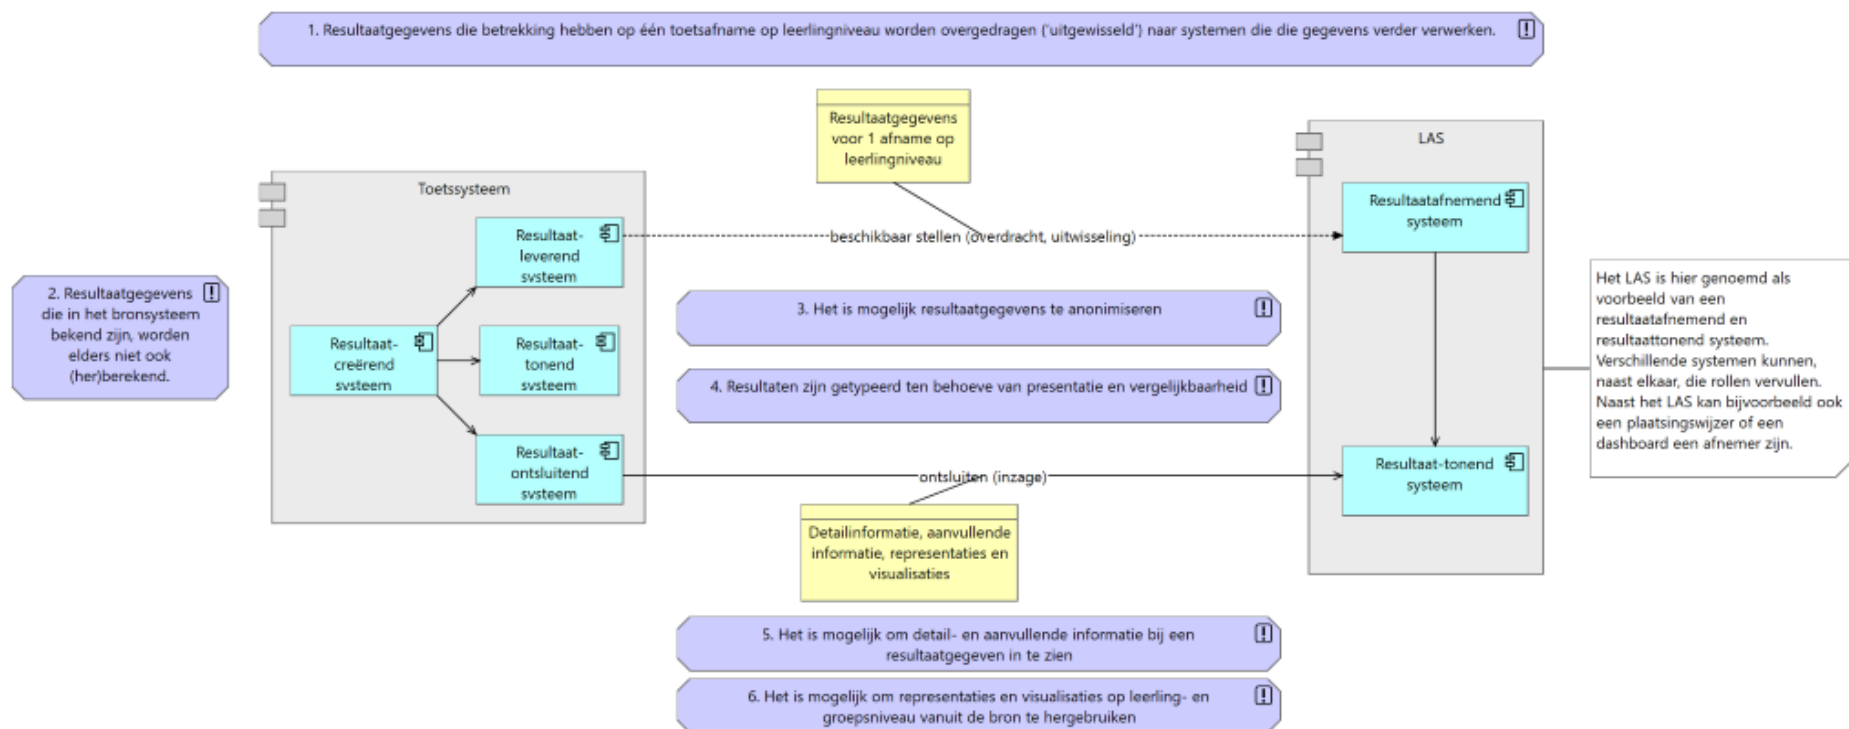 1. Resultaatgegevens die betrekking hebben op één toetsafname op leerlingniveau worden overgedragen ('uitgewisseld') naar systemen die die gegevens verder verwerken.
Resultaatgegevens
voor 1 afname op
leerlingniveau
LAS
Toetssysteem
Resultaatafnemend
systeem
Resultaat-
leverend
systeem
beschikbaar stellen (overdracht, uitwisseling)
2. Resultaatgegevens
die in het bronsysteem
bekend zijn, worden
elders niet ook
(her)berekend.
3. Het is mogelijk resultaatgegevens te anonimiseren
Het LAS is hier genoemd als
voorbeeld van een
resultaatafnemend en
resultaattonend systeem.
Verschillende systemen kunnen,
naast elkaar, die rollen vervullen.
Naast het LAS kan bijvoorbeeld ook
een plaatsingswijzer of een
dashboard een afnemer zijn.
Resultaat-
creërend
systeem
Resultaat-
tonend
systeem
4. Resultaten zijn getypeerd ten behoeve van presentatie en vergelijkbaarheid
Resultaat-
ontsluitend
systeem
ontsluiten (inzage)
Resultaat-tonend
systeem
Detailinformatie, aanvullende
informatie, representaties en
visualisaties
5. Het is mogelijk om detail- en aanvullende informatie bij een
resultaatgegeven in te zien
6. Het is mogelijk om representaties en visualisaties op leerling- en
groepsniveau vanuit de bron te hergebruiken